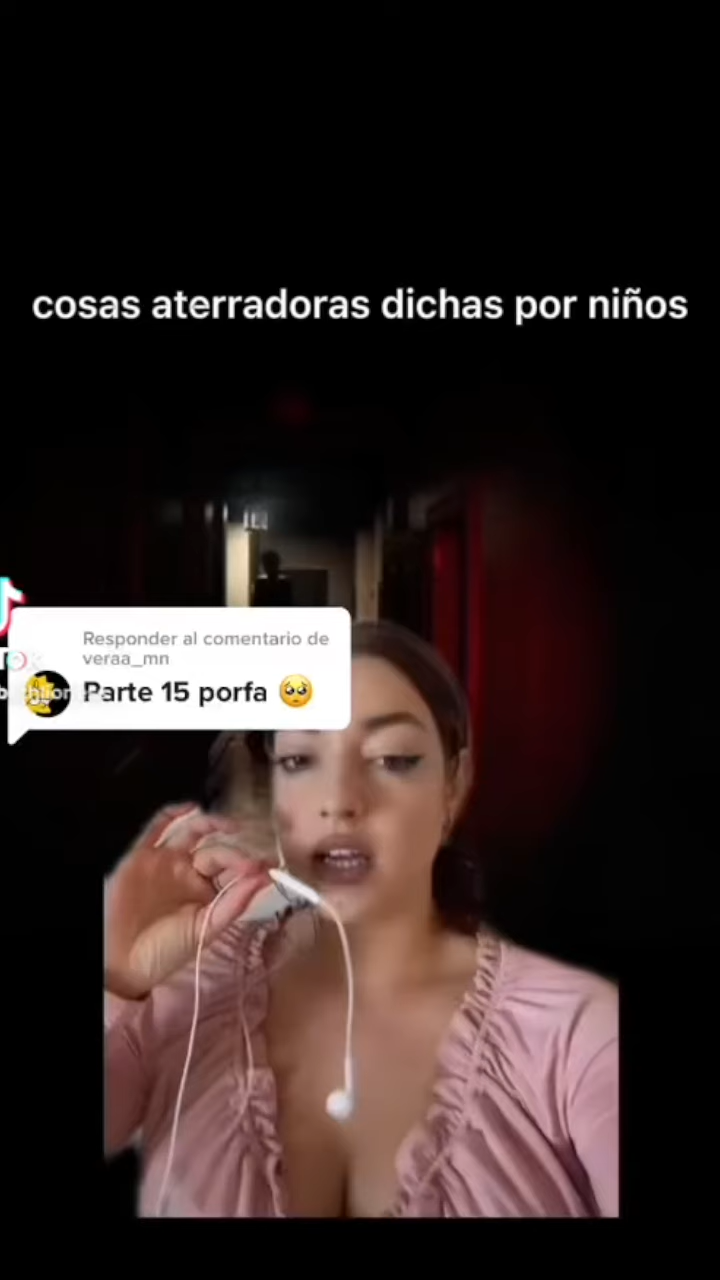 cosas aterradoras dichas por niños
Responder al comentario de
veraa_mn
Parte 15 porfa 🥺